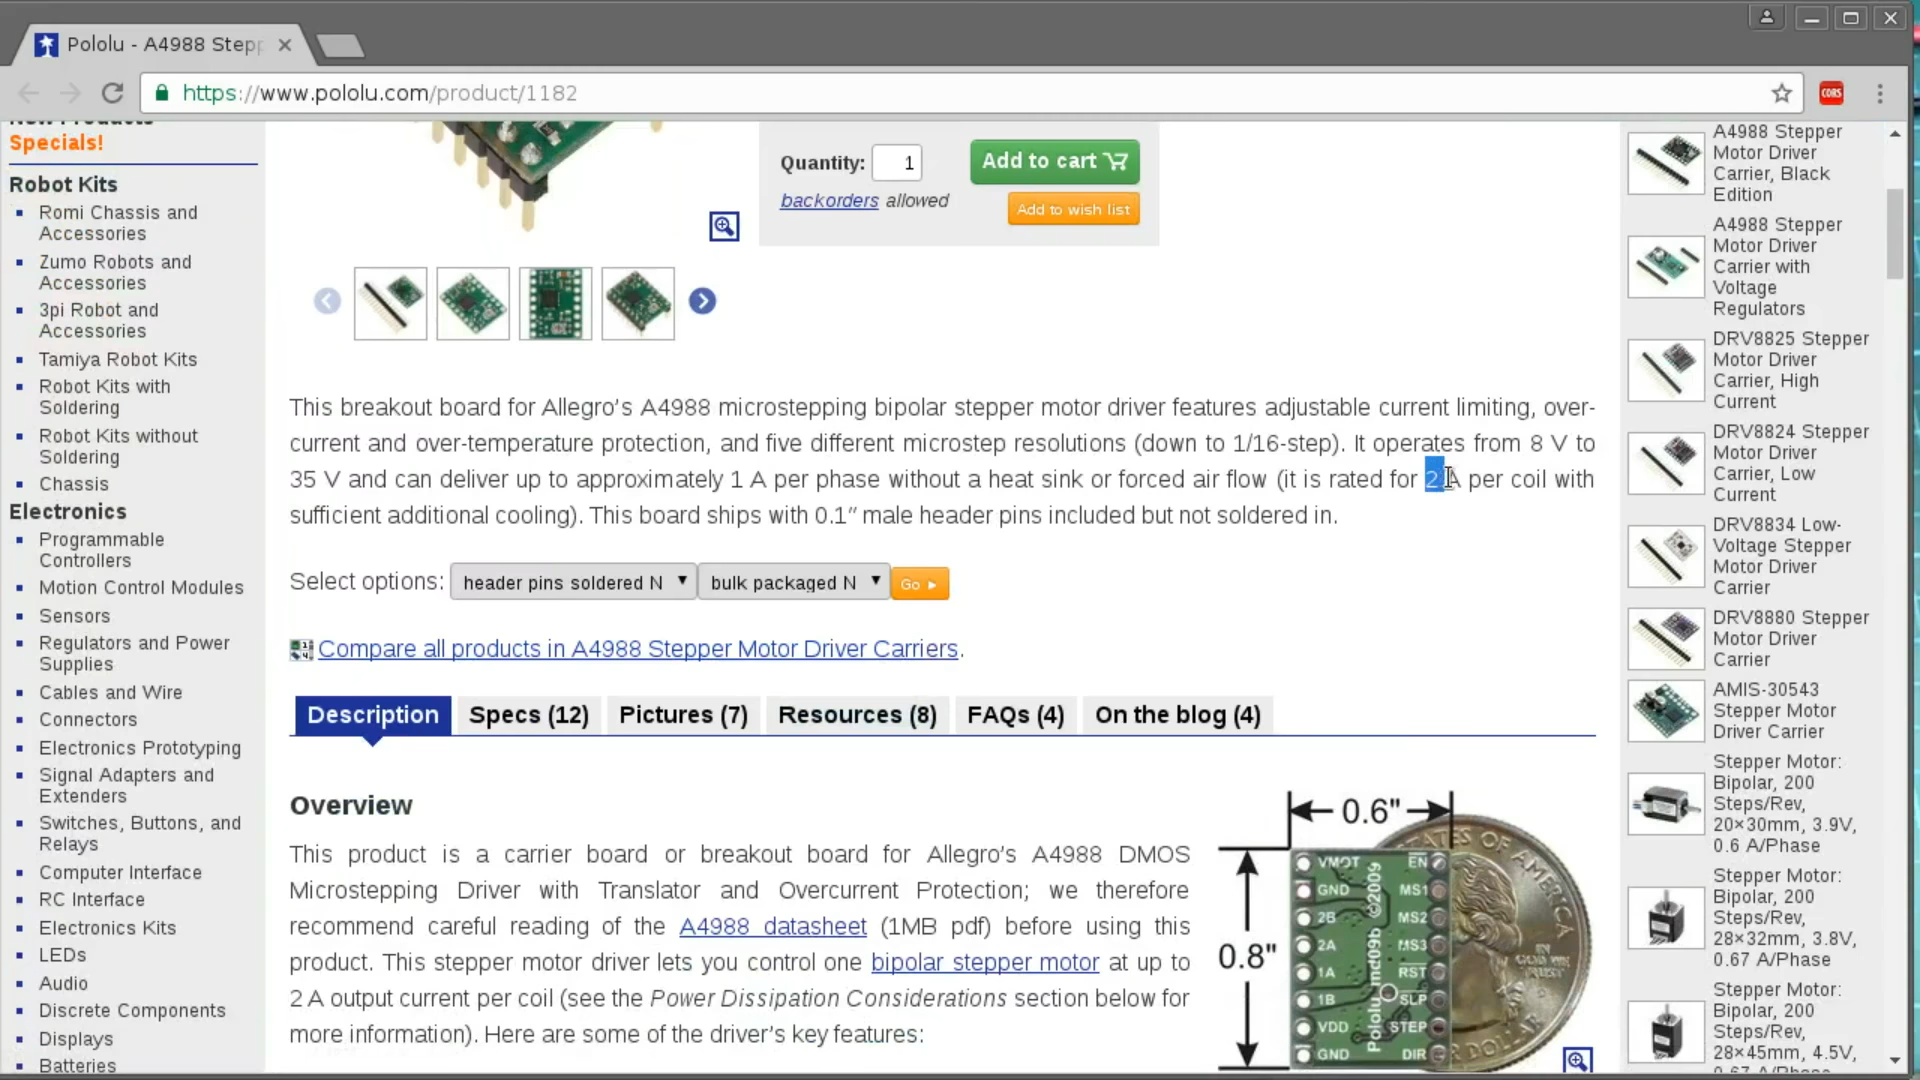 Pololu - A4988 Stepp
https://www.pololu.com/product/1182
CORS
New Products
Specials!
Robot Kits
Romi Chassis and
Accessories
Zumo Robots and
Accessories
3pi Robot and
Accessories
Tamiya Robot Kits
Robot Kits with
Soldering
Robot Kits without
Soldering
Chassis
Electronics
Programmable
Controllers
Motion Control Modules
Sensors
Regulators and Power
Supplies
Cables and Wire
Connectors
Electronics Prototyping
Signal Adapters and
Extenders
Switches, Buttons, and
Relays
Computer Interface
RC Interface
Electronics Kits
LEDs
Audio
Discrete Components
Displays
Batteries
Quantity: 1
Add to cart
backorders allowed
Add to wish list
This breakout board for Allegro’s A4988 microstepping bipolar stepper motor driver features adjustable current limiting, over-
current and over-temperature protection, and five different microstep resolutions (down to 1/16-step). It operates from 8 V to
35 V and can deliver up to approximately 1 A per phase without a heat sink or forced air flow (it is rated for 2 A per coil with
sufficient additional cooling). This board ships with 0.1″ male header pins included but not soldered in.
Select options: header pins soldered N bulk packaged N Go ►
Compare all products in A4988 Stepper Motor Driver Carriers.
Description Specs (12) Pictures (7) Resources (8) FAQs (4) On the blog (4)
Overview
This product is a carrier board or breakout board for Allegro’s A4988 DMOS
Microstepping Driver with Translator and Overcurrent Protection; we therefore
recommend careful reading of the A4988 datasheet (1MB pdf) before using this
product. This stepper motor driver lets you control one bipolar stepper motor at up to
2 A output current per coil (see the Power Dissipation Considerations section below for
more information). Here are some of the driver’s key features:
0.6"
0.8"
VMOT EN
GND MS1
2B MS2
2A MS3
1A RST
1B SLP
VDD STEP
GND DIR
Pololu md09b ©2009
A4988 Stepper
Motor Driver
Carrier, Black
Edition
A4988 Stepper
Motor Driver
Carrier with
Voltage
Regulators
DRV8825 Stepper
Motor Driver
Carrier, High
Current
DRV8824 Stepper
Motor Driver
Carrier, Low
Current
DRV8834 Low-
Voltage Stepper
Motor Driver
Carrier
DRV8880 Stepper
Motor Driver
Carrier
AMIS-30543
Stepper Motor
Driver Carrier
Stepper Motor:
Bipolar, 200
Steps/Rev,
20×30mm, 3.9V,
0.6 A/Phase
Stepper Motor:
Bipolar, 200
Steps/Rev,
28×32mm, 3.8V,
0.67 A/Phase
Stepper Motor:
Bipolar, 200
Steps/Rev,
28×45mm, 4.5V,
0.67 A/Phase